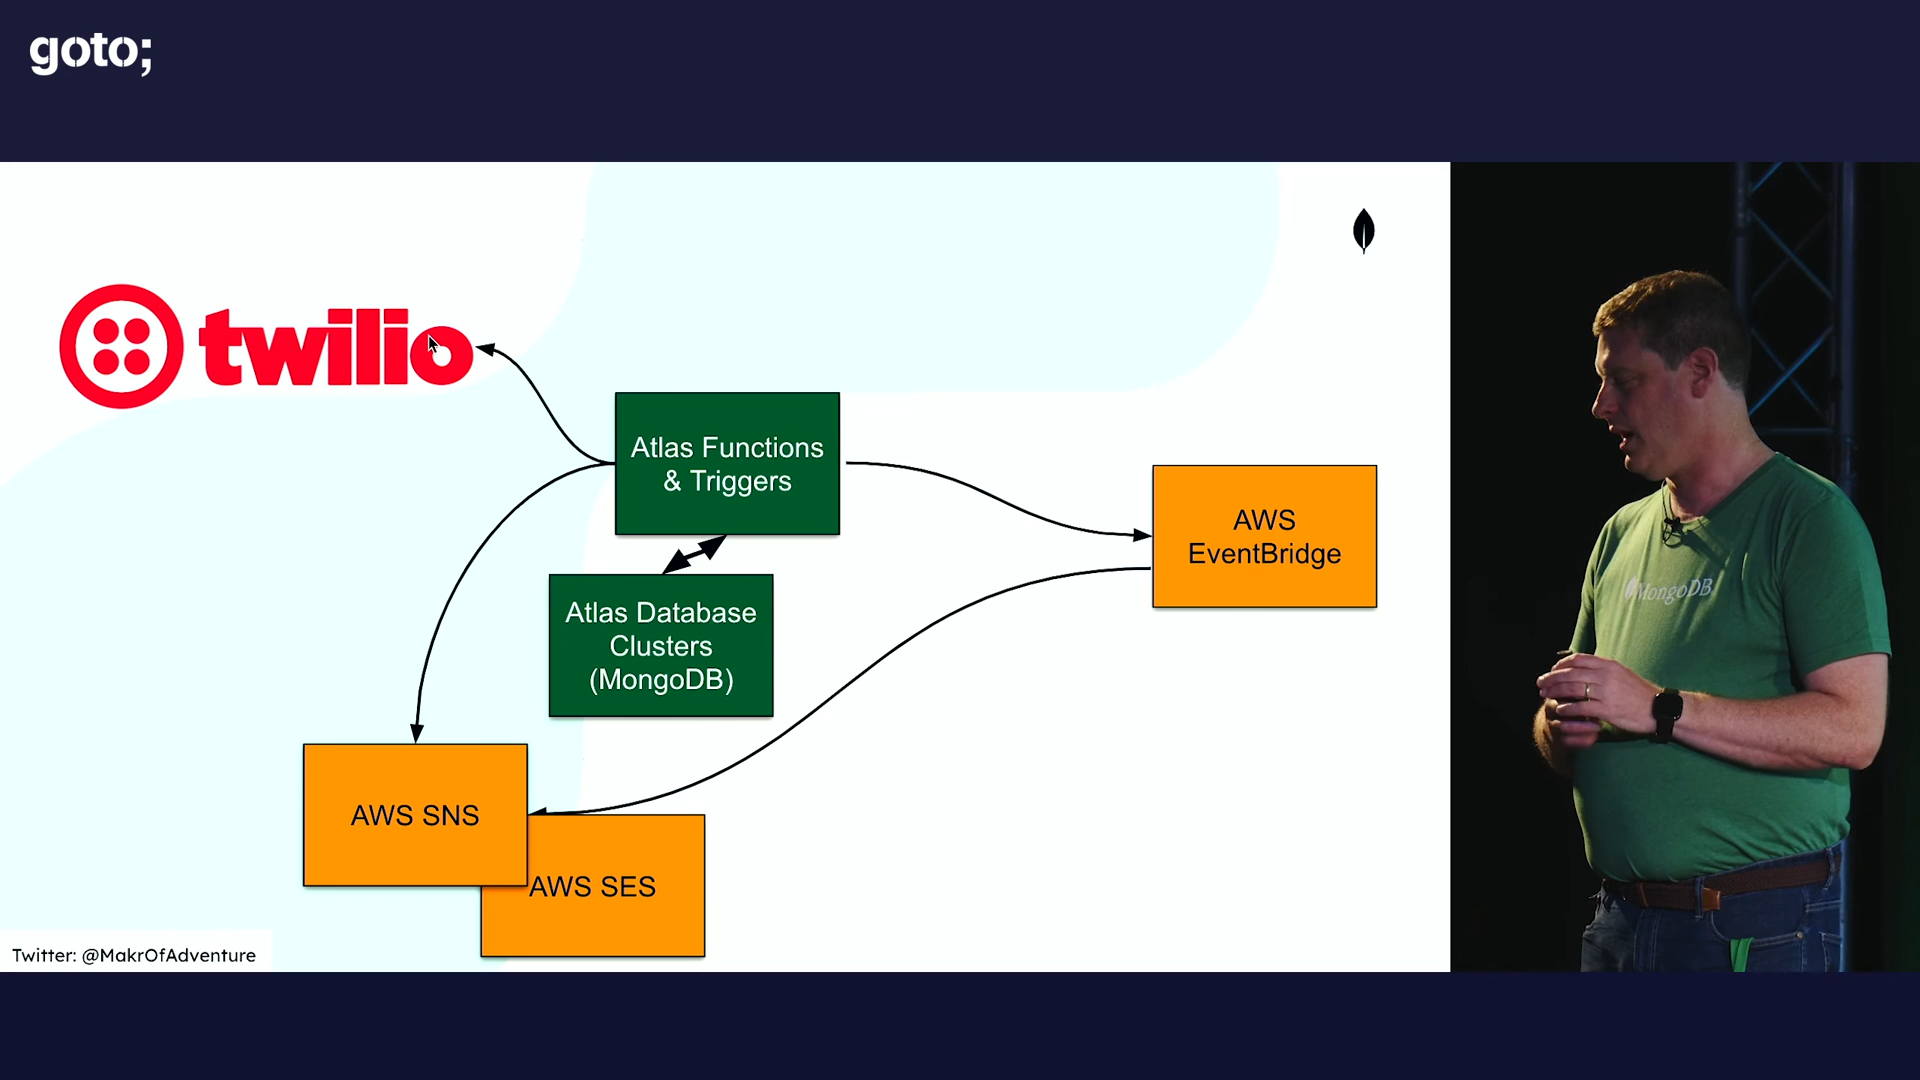 goto;
twilio
Atlas Functions
& Triggers
AWS
EventBridge
Atlas Database
Clusters
(MongoDB)
AWS SNS
AWS SES
Twitter: @MakrOfAdventure
MongoDB